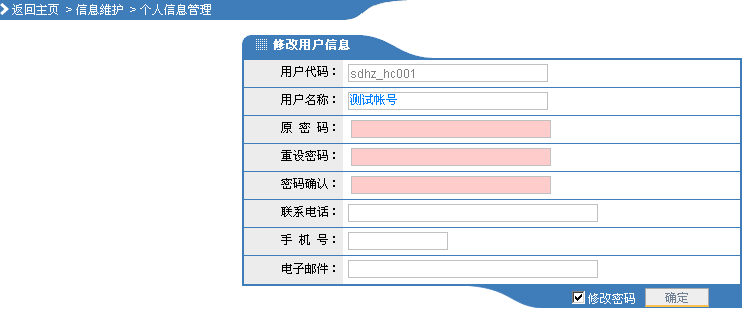 返回主页 > 信息维护 > 个人信息管理
修改用户信息
用户代码： sdhz_hc001
用户名称： 测试帐号
原 密 码：
重设密码：
密码确认：
联系电话：
手 机 号：
电子邮件：
修改密码 确定